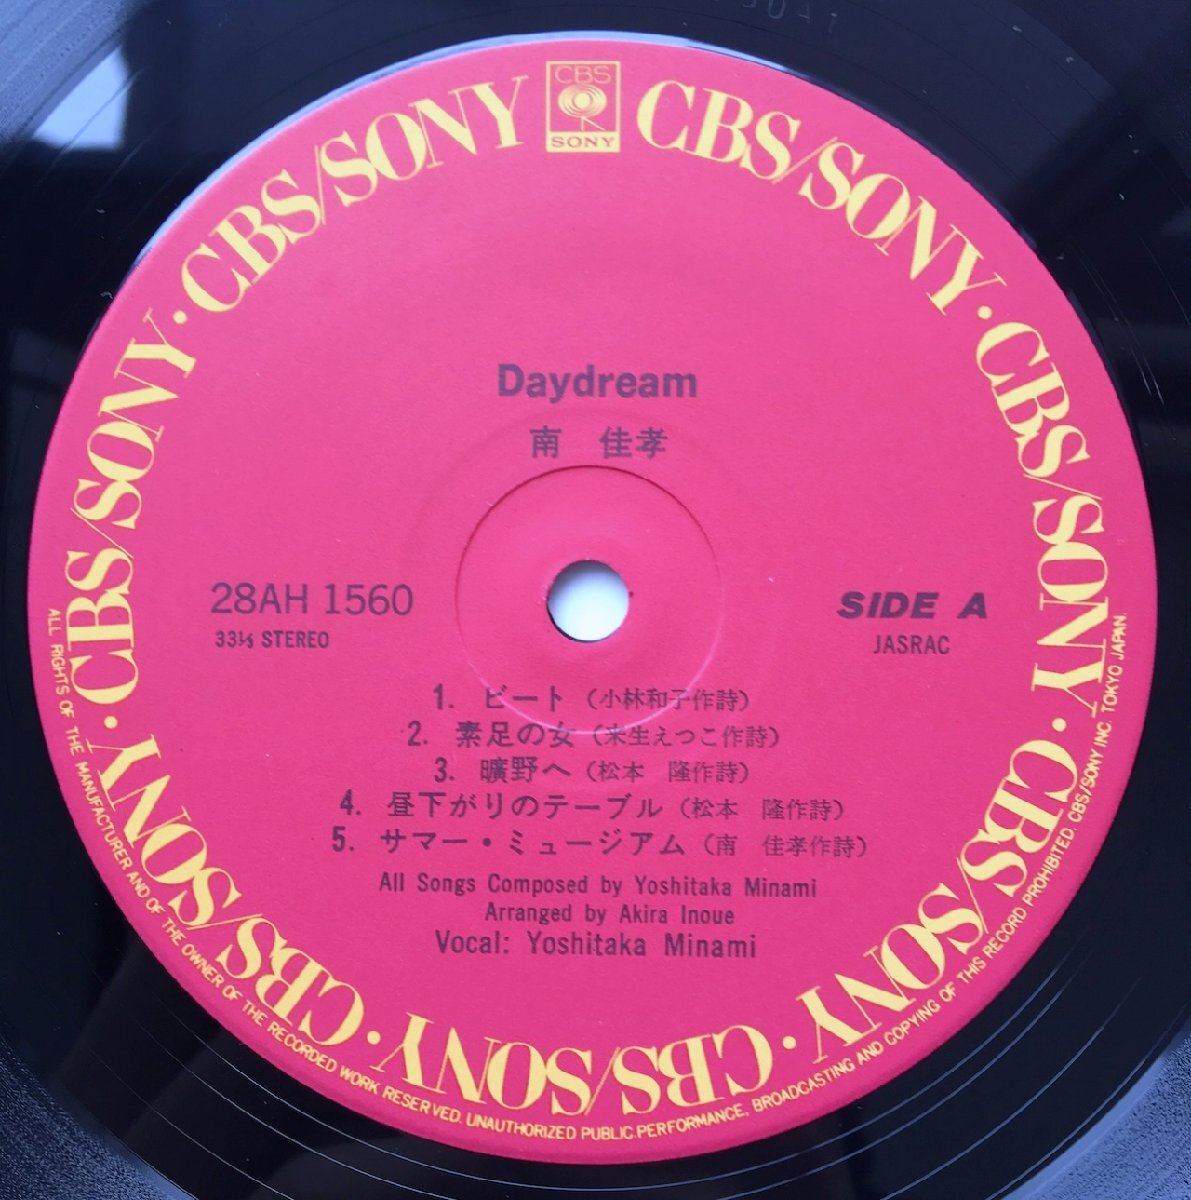 CBS
SONY
CBS/SONY · CBS/SONY · CBS/SONY · CBS/SONY · CBS/SONY · CBS/SONY · CBS/SONY · CBS/SONY
Daydream
南 佳孝
28AH 1560
33⅓ STEREO
SIDE A
JASRAC
1. ビート (小林和子作詩)
2. 素足の女 (来生えつこ作詩)
3. 曠野へ (松本 隆作詩)
4. 昼下がりのテーブル (松本 隆作詩)
5. サマー・ミュージアム (南 佳孝作詩)
All Songs Composed by Yoshitaka Minami
Arranged by Akira Inoue
Vocal: Yoshitaka Minami
ALL RIGHTS OF THE MANUFACTURER AND OF THE OWNER OF THE RECORDED WORK RESERVED. UNAUTHORIZED PUBLIC PERFORMANCE, BROADCASTING AND COPYING OF THIS RECORD PROHIBITED. CBS/SONY INC. TOKYO JAPAN.